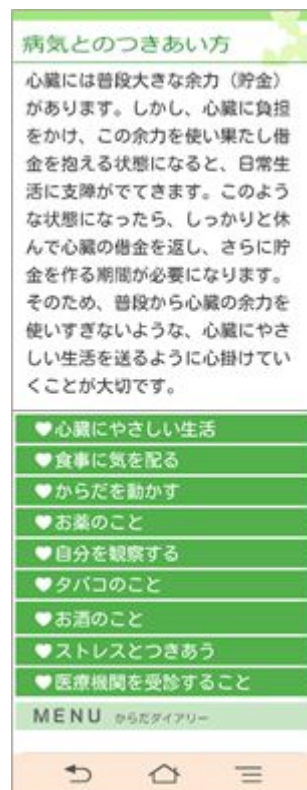 病気とのつきあい方
心臓には普段大きな余力（貯金）
があります。しかし、心臓に負担
をかけ、この余力を使い果たし借
金を抱える状態になると、日常生
活に支障がでてきます。このよう
な状態になったら、しっかりと休
んで心臓の借金を返し、さらに貯
金を作る期間が必要になります。
そのため、普段から心臓の余力を
使いすぎないような、心臓にやさ
しい生活を送るように心掛けてい
くことが大切です。
♥心臓にやさしい生活
♥食事に気を配る
♥からだを動かす
♥お薬のこと
♥自分を観察する
♥タバコのこと
♥お酒のこと
♥ストレスとつきあう
♥医療機関を受診すること
MENU からだダイアリー